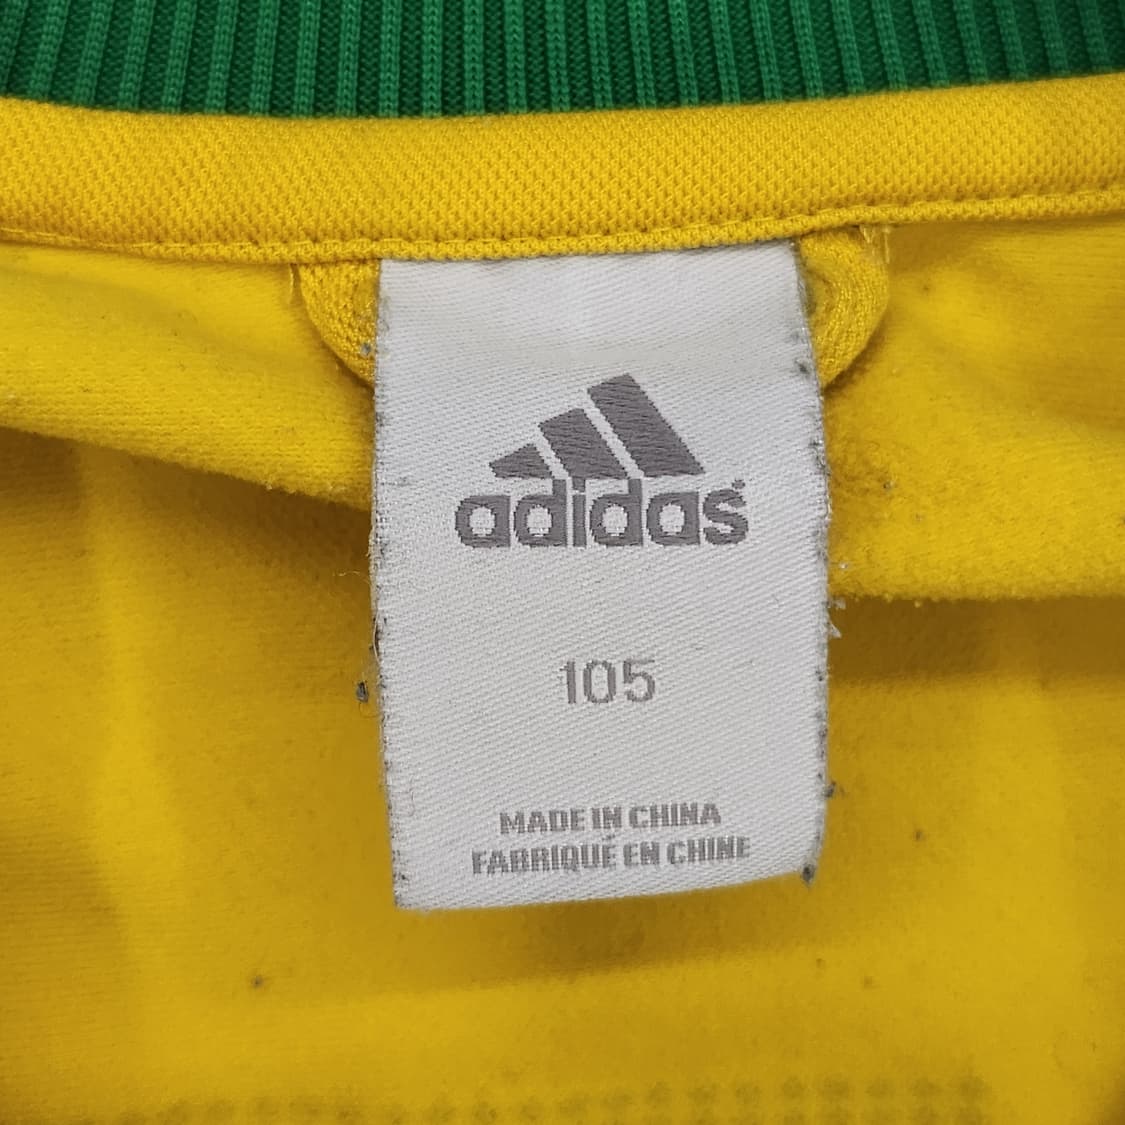 adidas
105
MADE IN CHINA
FABRIQUÉ EN CHINE